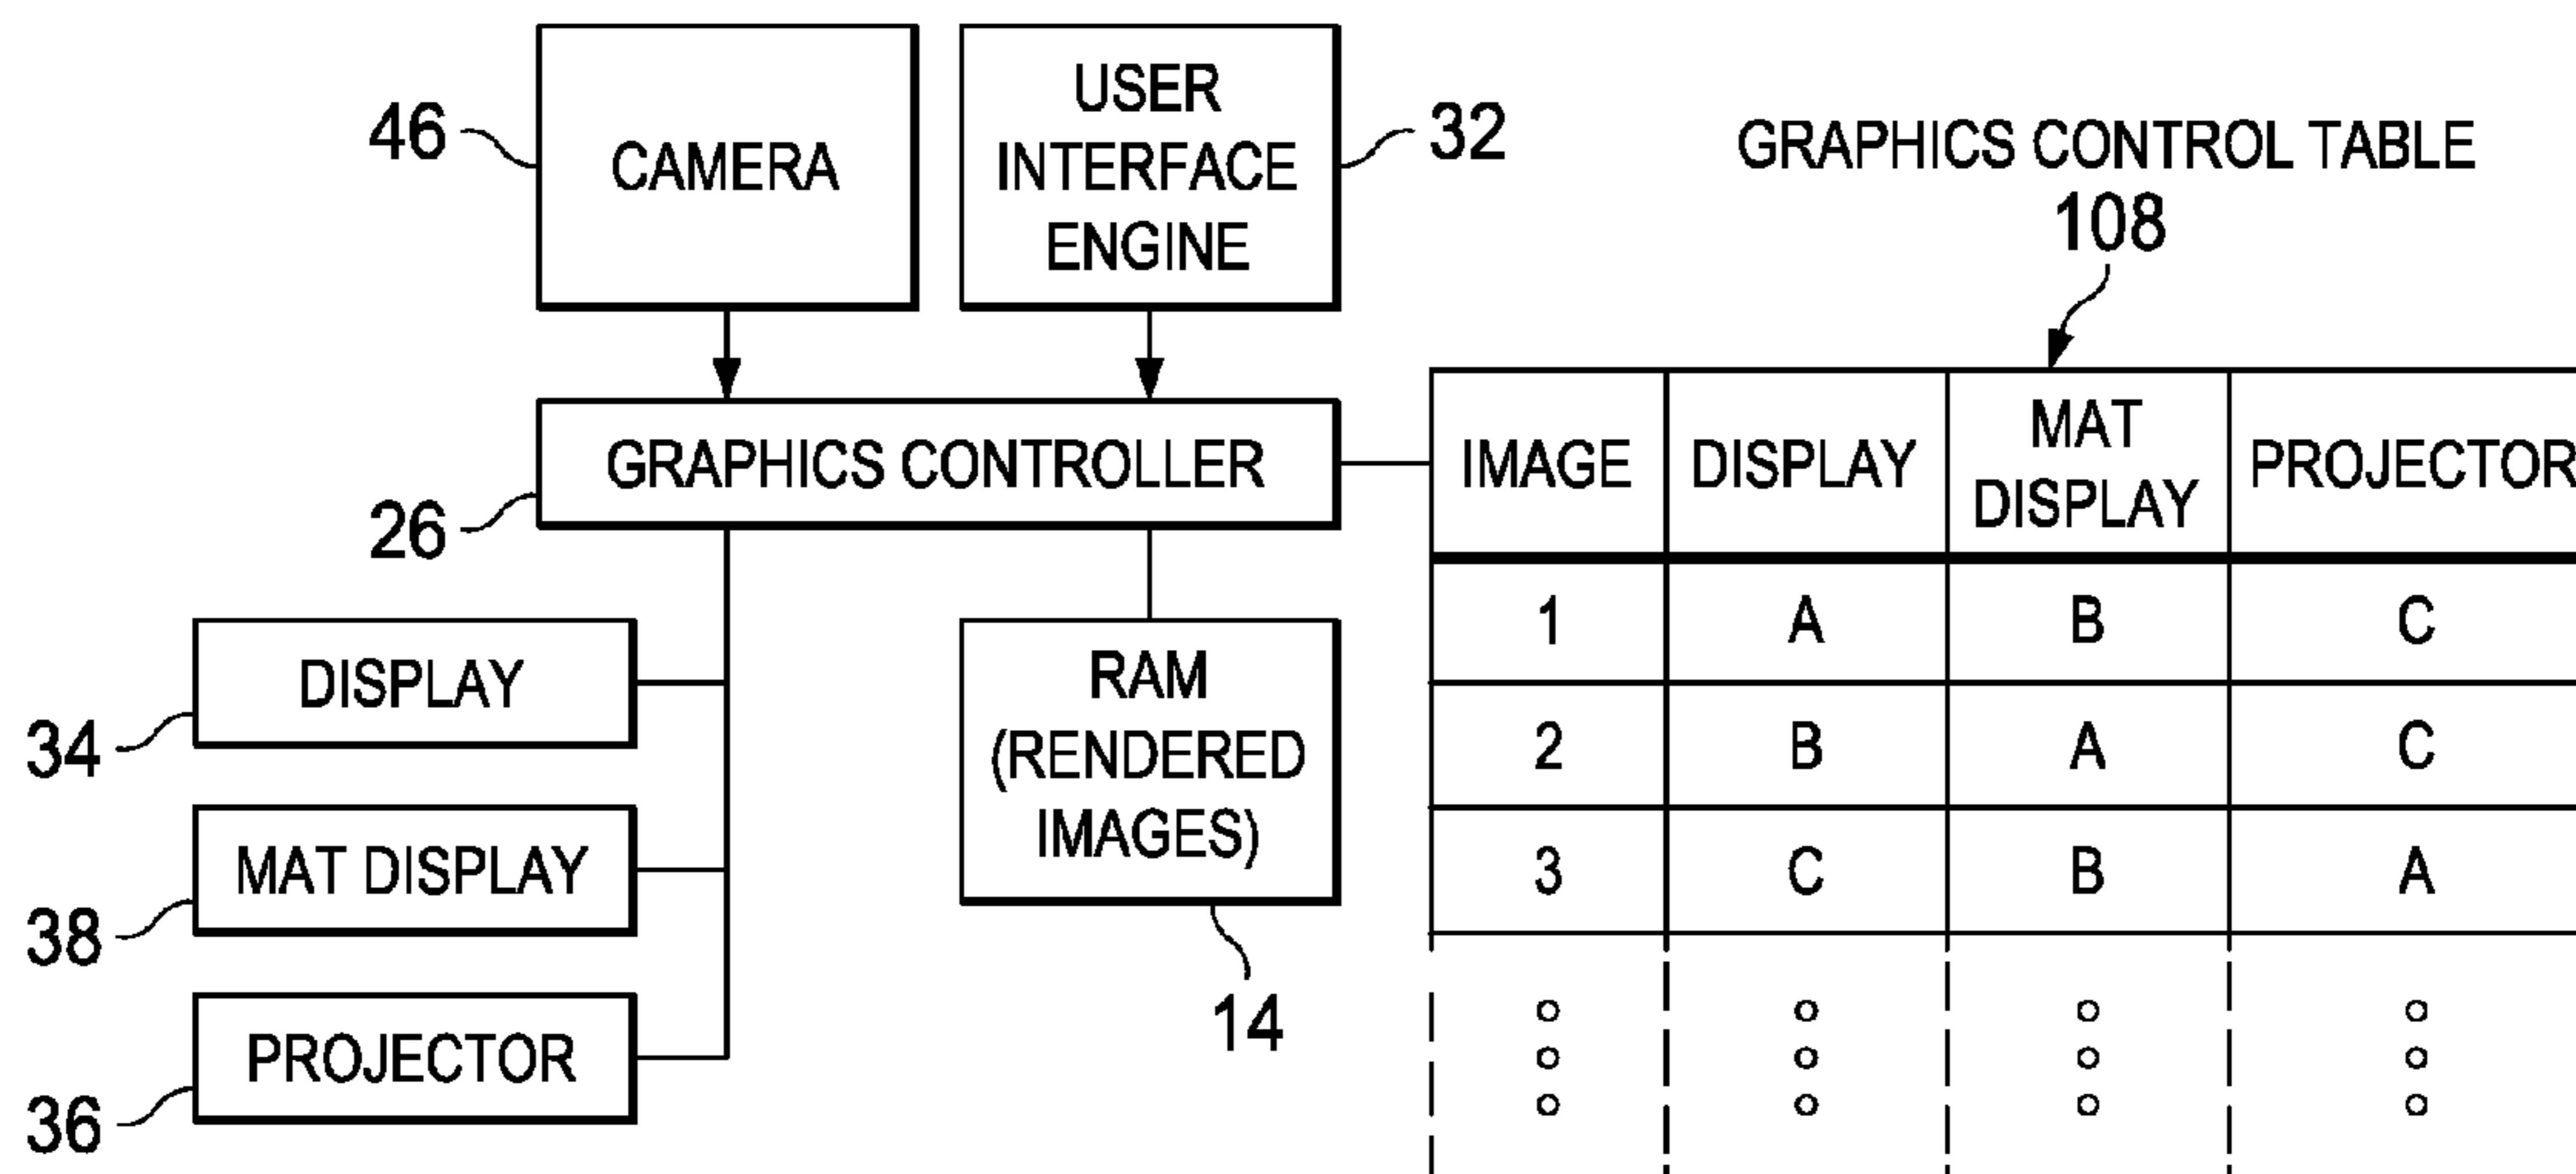 46
CAMERA
USER
INTERFACE
ENGINE
32
GRAPHICS CONTROL TABLE
108
GRAPHICS CONTROLLER
26
DISPLAY
34
MAT DISPLAY
38
PROJECTOR
36
RAM
(RENDERED
IMAGES)
14
IMAGE DISPLAY MAT DISPLAY PROJECTOR
1 A B C
2 B A C
3 C B A